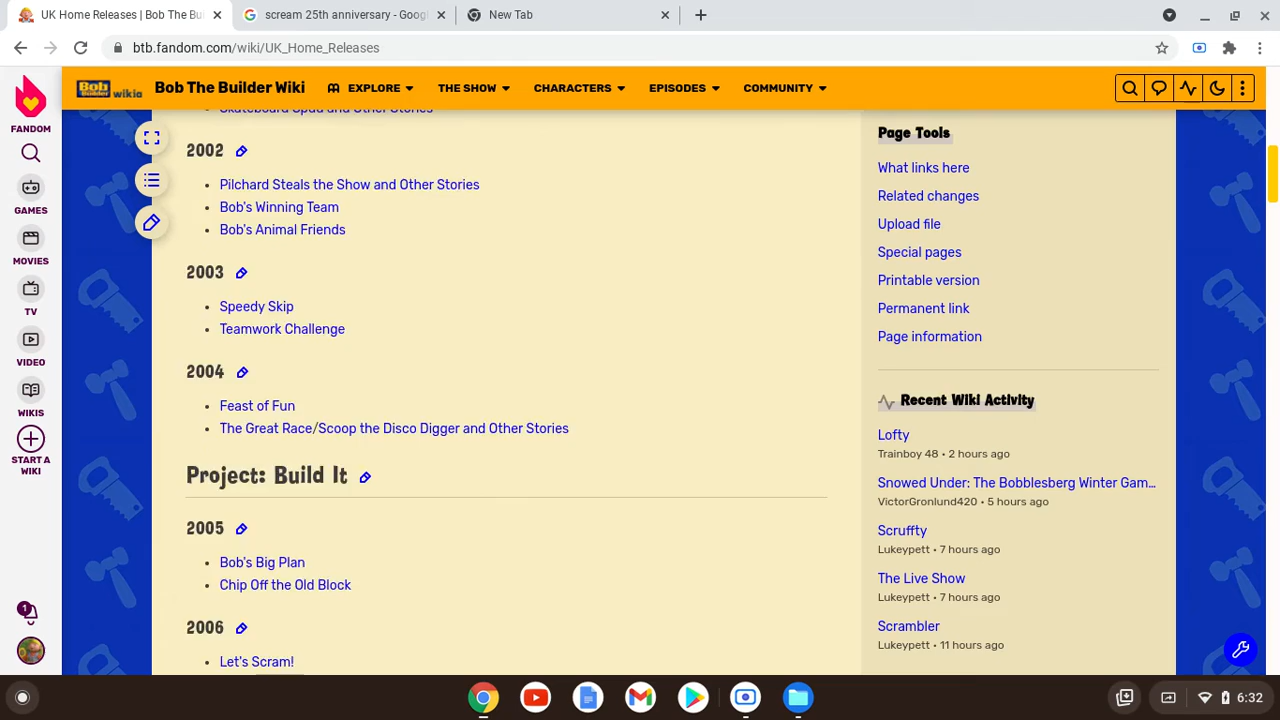 UK Home Releases | Bob The Bu
scream 25th anniversary - Goog
New Tab
btb.fandom.com/wiki/UK_Home_Releases
FANDOM
GAMES
MOVIES
TV
VIDEO
WIKIS
START A
WIKI
1
Bob
wikia
Bob The Builder Wiki
EXPLORE
THE SHOW
CHARACTERS
EPISODES
COMMUNITY
Skateboard Spud and Other Stories
2002
Pilchard Steals the Show and Other Stories
Bob's Winning Team
Bob's Animal Friends
2003
Speedy Skip
Teamwork Challenge
2004
Feast of Fun
The Great Race/Scoop the Disco Digger and Other Stories
Project: Build It
2005
Bob's Big Plan
Chip Off the Old Block
2006
Let's Scram!
Page Tools
What links here
Related changes
Upload file
Special pages
Printable version
Permanent link
Page information
Recent Wiki Activity
Lofty
Trainboy 48 • 2 hours ago
Snowed Under: The Bobblesberg Winter Gam...
VictorGronlund420 • 5 hours ago
Scruffty
Lukeypett • 7 hours ago
The Live Show
Lukeypett • 7 hours ago
Scrambler
Lukeypett • 11 hours ago
6:32